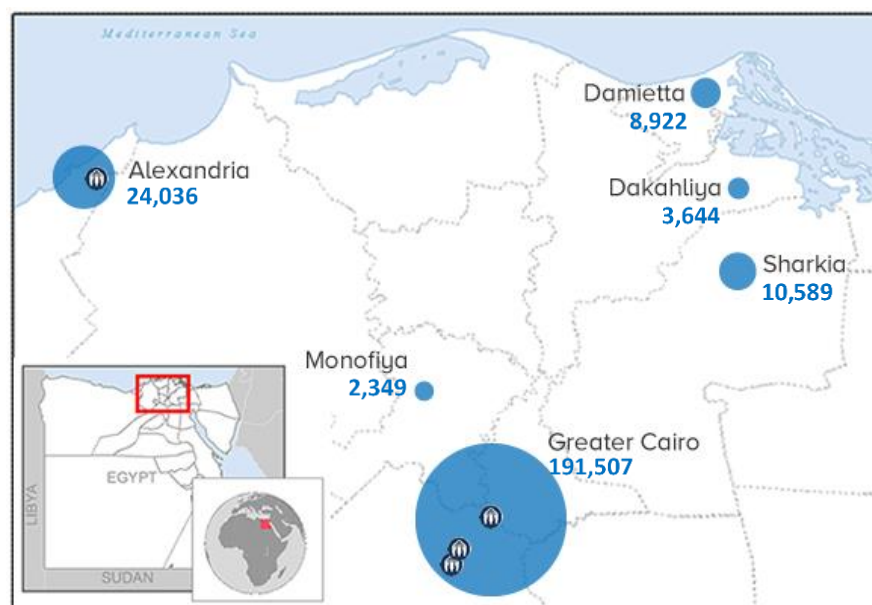 Mediterranean Sea
Damietta
8,922
Alexandria
24,036
Dakahliya
3,644
Sharkia
10,589
Monofiya
2,349
Greater Cairo
191,507
EGYPT
LIBYA
SUDAN